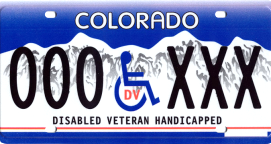 COLORADO
000 DV XXX
DISABLED VETERAN HANDICAPPED